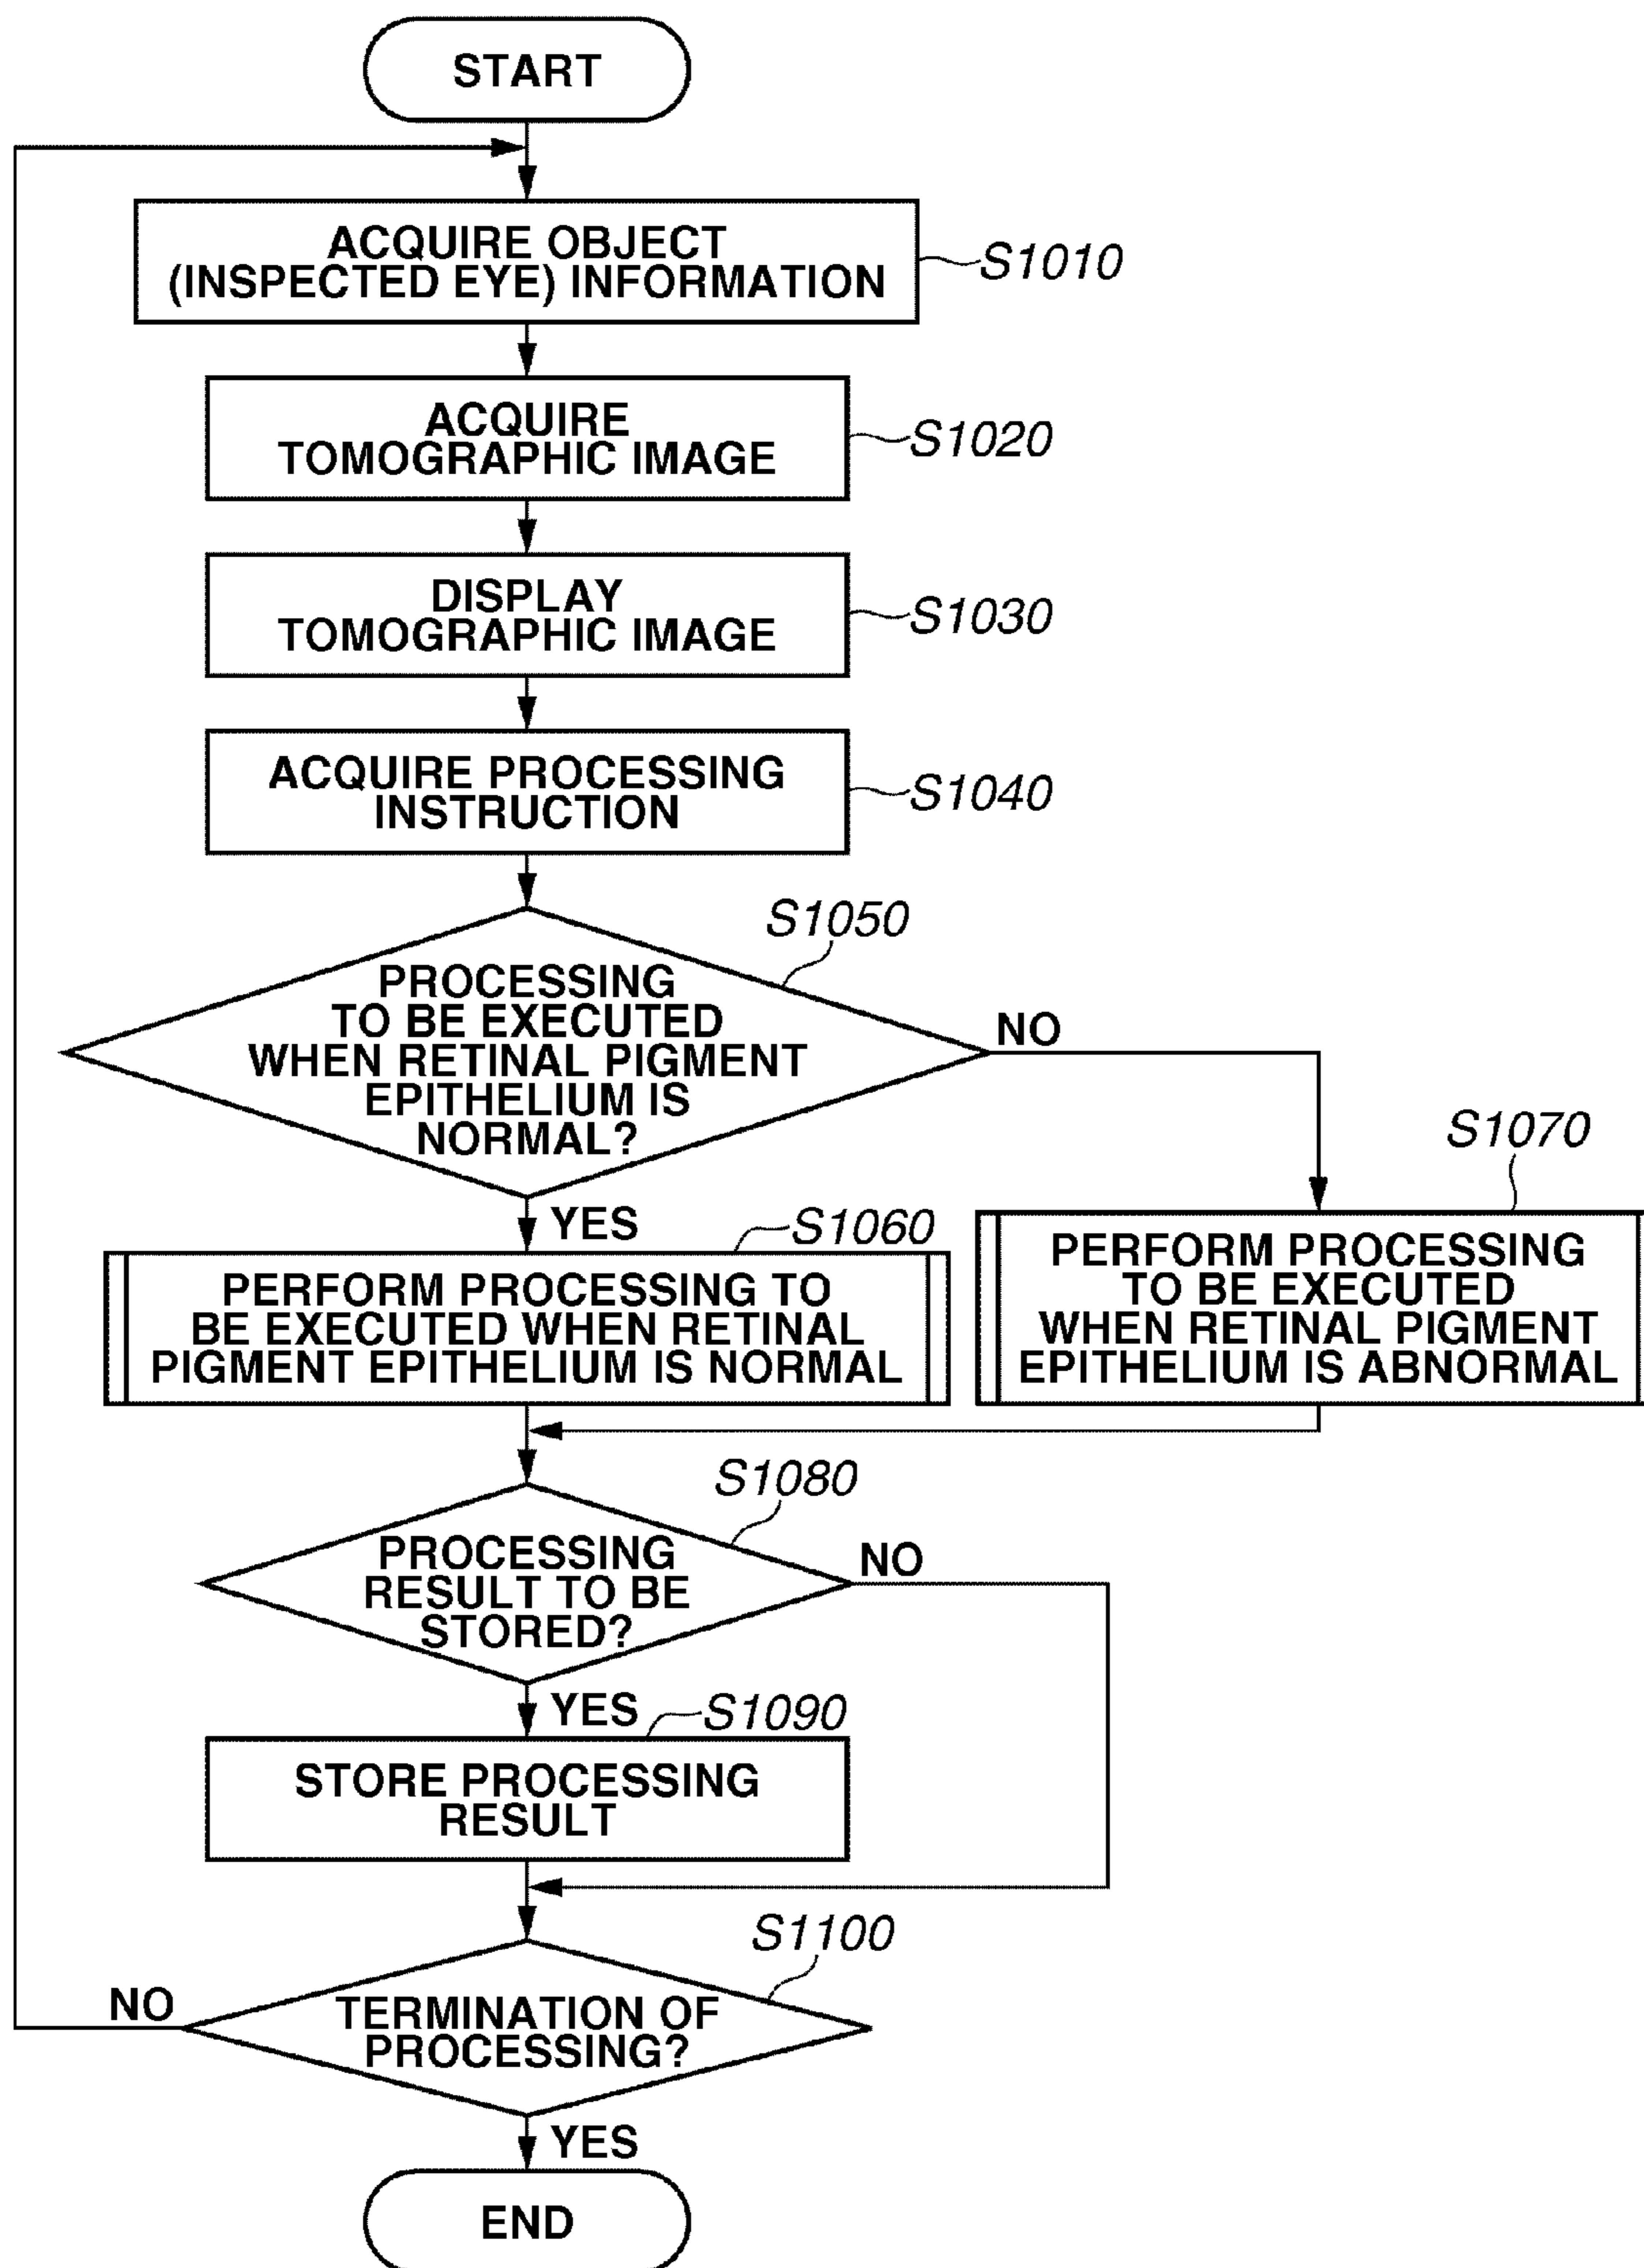 START
ACQUIRE OBJECT
(INSPECTED EYE) INFORMATION
S1010
ACQUIRE
TOMOGRAPHIC IMAGE
S1020
DISPLAY
TOMOGRAPHIC IMAGE
S1030
ACQUIRE PROCESSING
INSTRUCTION
S1040
S1050
PROCESSING
TO BE EXECUTED
WHEN RETINAL PIGMENT
EPITHELIUM IS
NORMAL?
NO
YES
S1060
PERFORM PROCESSING TO
BE EXECUTED WHEN RETINAL
PIGMENT EPITHELIUM IS NORMAL
S1070
PERFORM PROCESSING
TO BE EXECUTED
WHEN RETINAL PIGMENT
EPITHELIUM IS ABNORMAL
S1080
PROCESSING
RESULT TO BE
STORED?
NO
YES
S1090
STORE PROCESSING
RESULT
S1100
TERMINATION OF
PROCESSING?
NO
YES
END